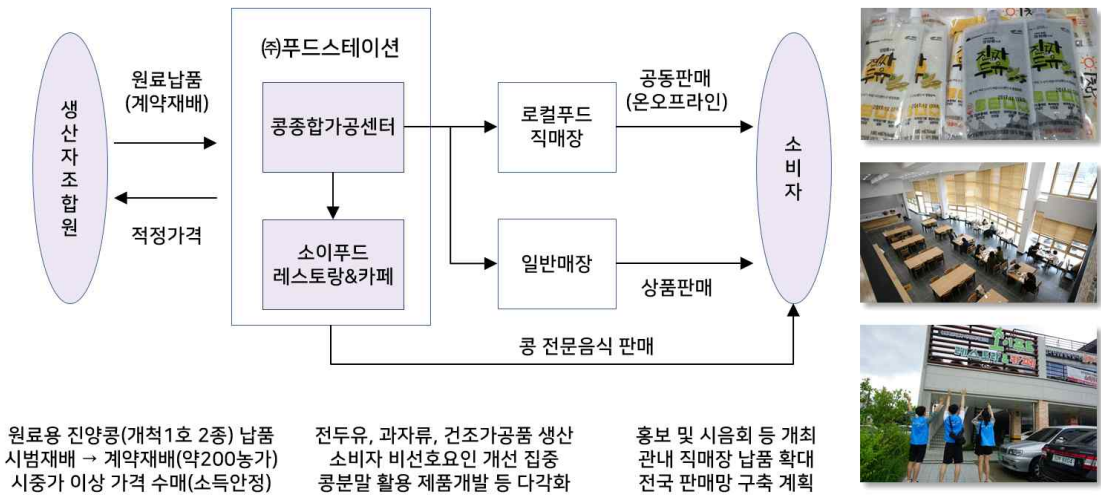 ㈜푸드스테이션
생산자조합원
원료납품
(계약재배)
적정가격
콩종합가공센터
소이푸드
레스토랑&카페
로컬푸드
직매장
일반매장
공동판매
(온오프라인)
상품판매
콩 전문음식 판매
소비자
원료용 진양콩(개척1호 2종) 납품
시범재배 → 계약재배(약200농가)
시중가 이상 가격 수매(소득안정)
전두유, 과자류, 건조가공품 생산
소비자 비선호요인 개선 집중
콩분말 활용 제품개발 등 다각화
홍보 및 시음회 등 개최
관내 직매장 납품 확대
전국 판매망 구축 계획